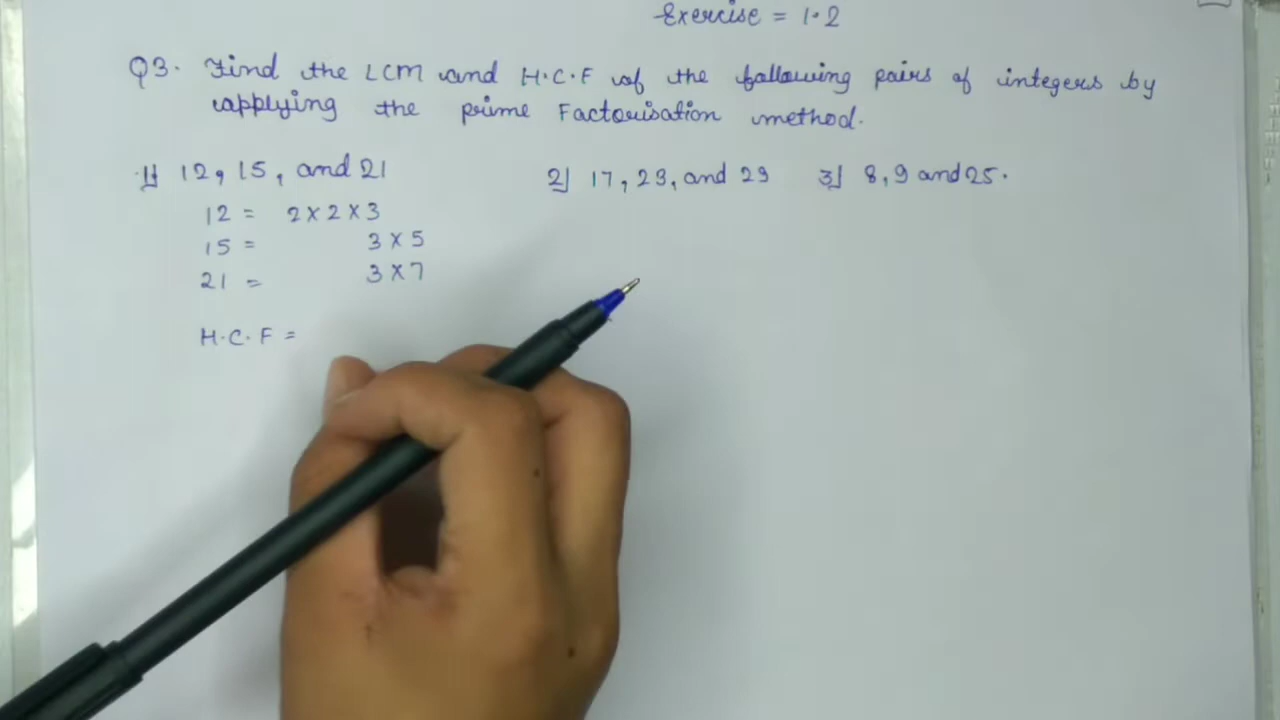 Exercise = 1.2
Q3. Find the LCM and H.C.F of the following pairs of integers by
applying the prime Factorisation method.
1] 12, 15, and 21
2] 17, 23, and 29
3] 8, 9 and 25.
12 = 2 × 2 × 3
15 = 3 × 5
21 = 3 × 7
H.C.F =